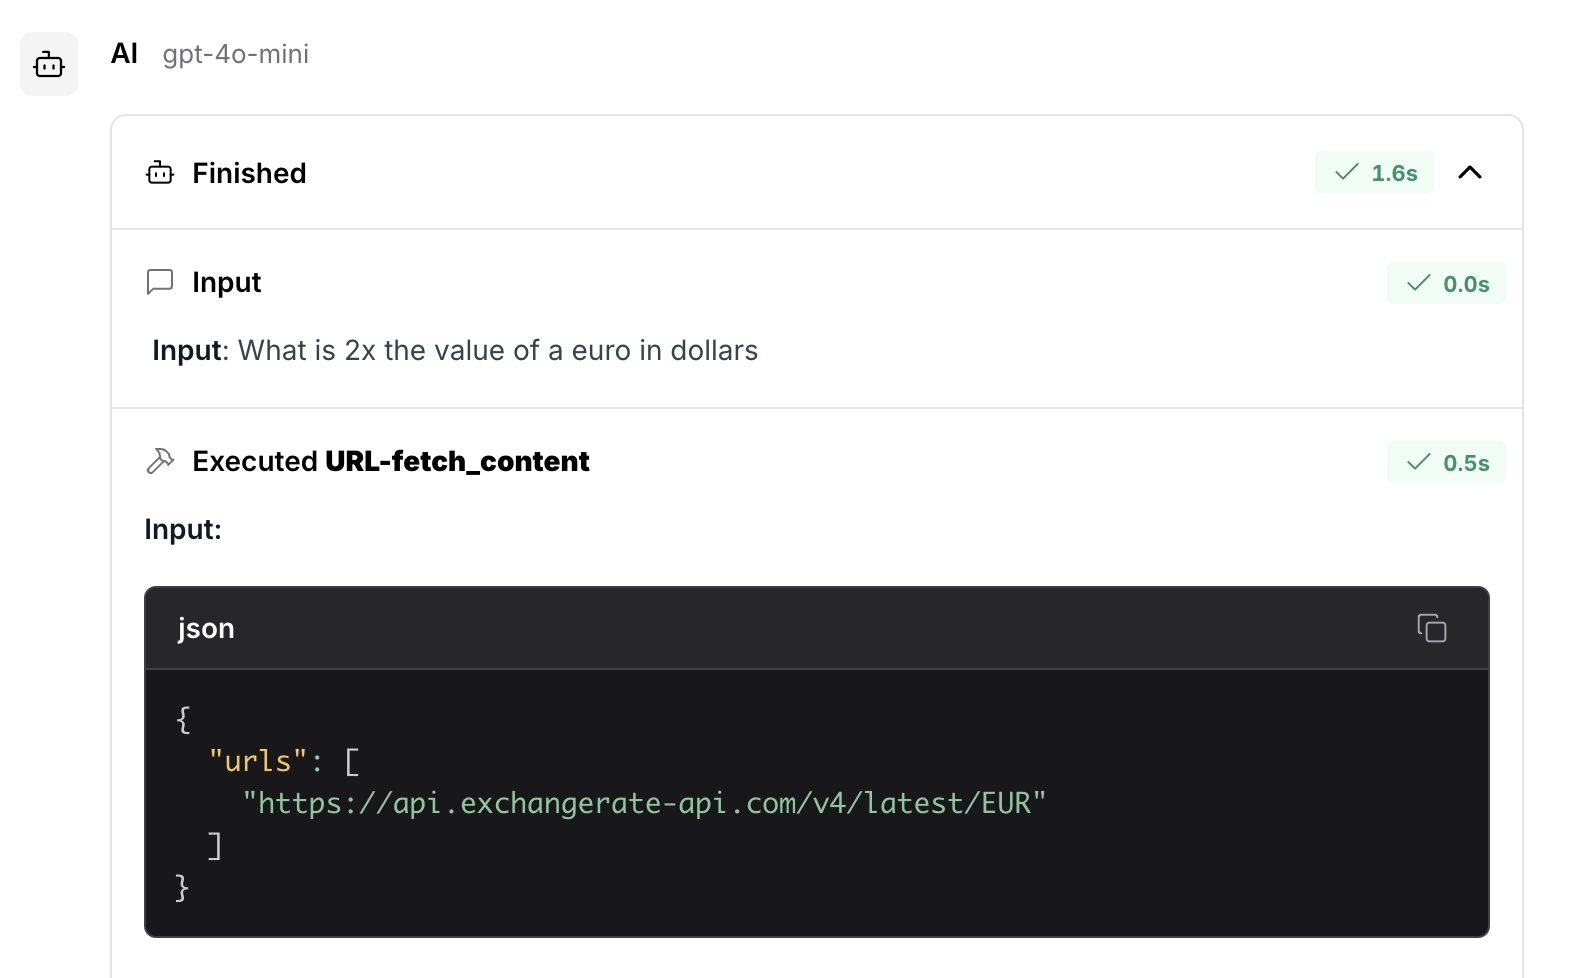 AI gpt-4o-mini
Finished 1.6s
Input 0.0s
Input: What is 2x the value of a euro in dollars
Executed URL-fetch_content 0.5s
Input:
json
{
  "urls": [
    "https://api.exchangerate-api.com/v4/latest/EUR"
  ]
}